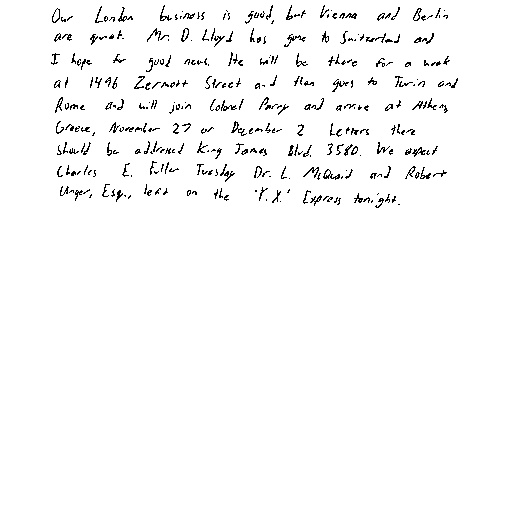 Our London business is good, but Vienna and Berlin
are quiet. Mr. D. Lloyd has gone to Switzerland and
I hope for good news. He will be there for a week
at 1496 Zermott Street and then goes to Turin and
Rome and will join Colonel Parry and arrive at Athens,
Greece, November 27 or December 2. Letters there
should be addressed King James Blvd. 3580. We expect
Charles E. Fuller Tuesday. Dr. L. McQuaid and Robert
Unger, Esq., left on the 'Y.X.' Express tonight.